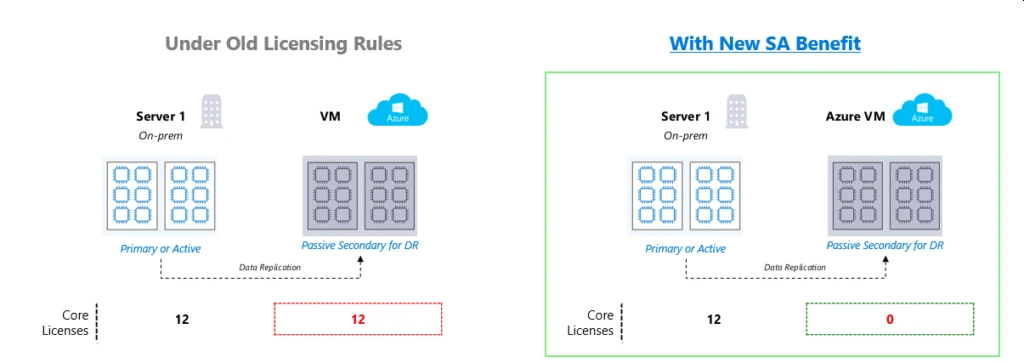 Under Old Licensing Rules
Server 1
On-prem
VM
Azure
Primary or Active
Passive Secondary for DR
Data Replication
Core
Licenses
12
12
With New SA Benefit
Server 1
On-prem
Azure VM
Azure
Primary or Active
Passive Secondary for DR
Data Replication
Core
Licenses
12
0